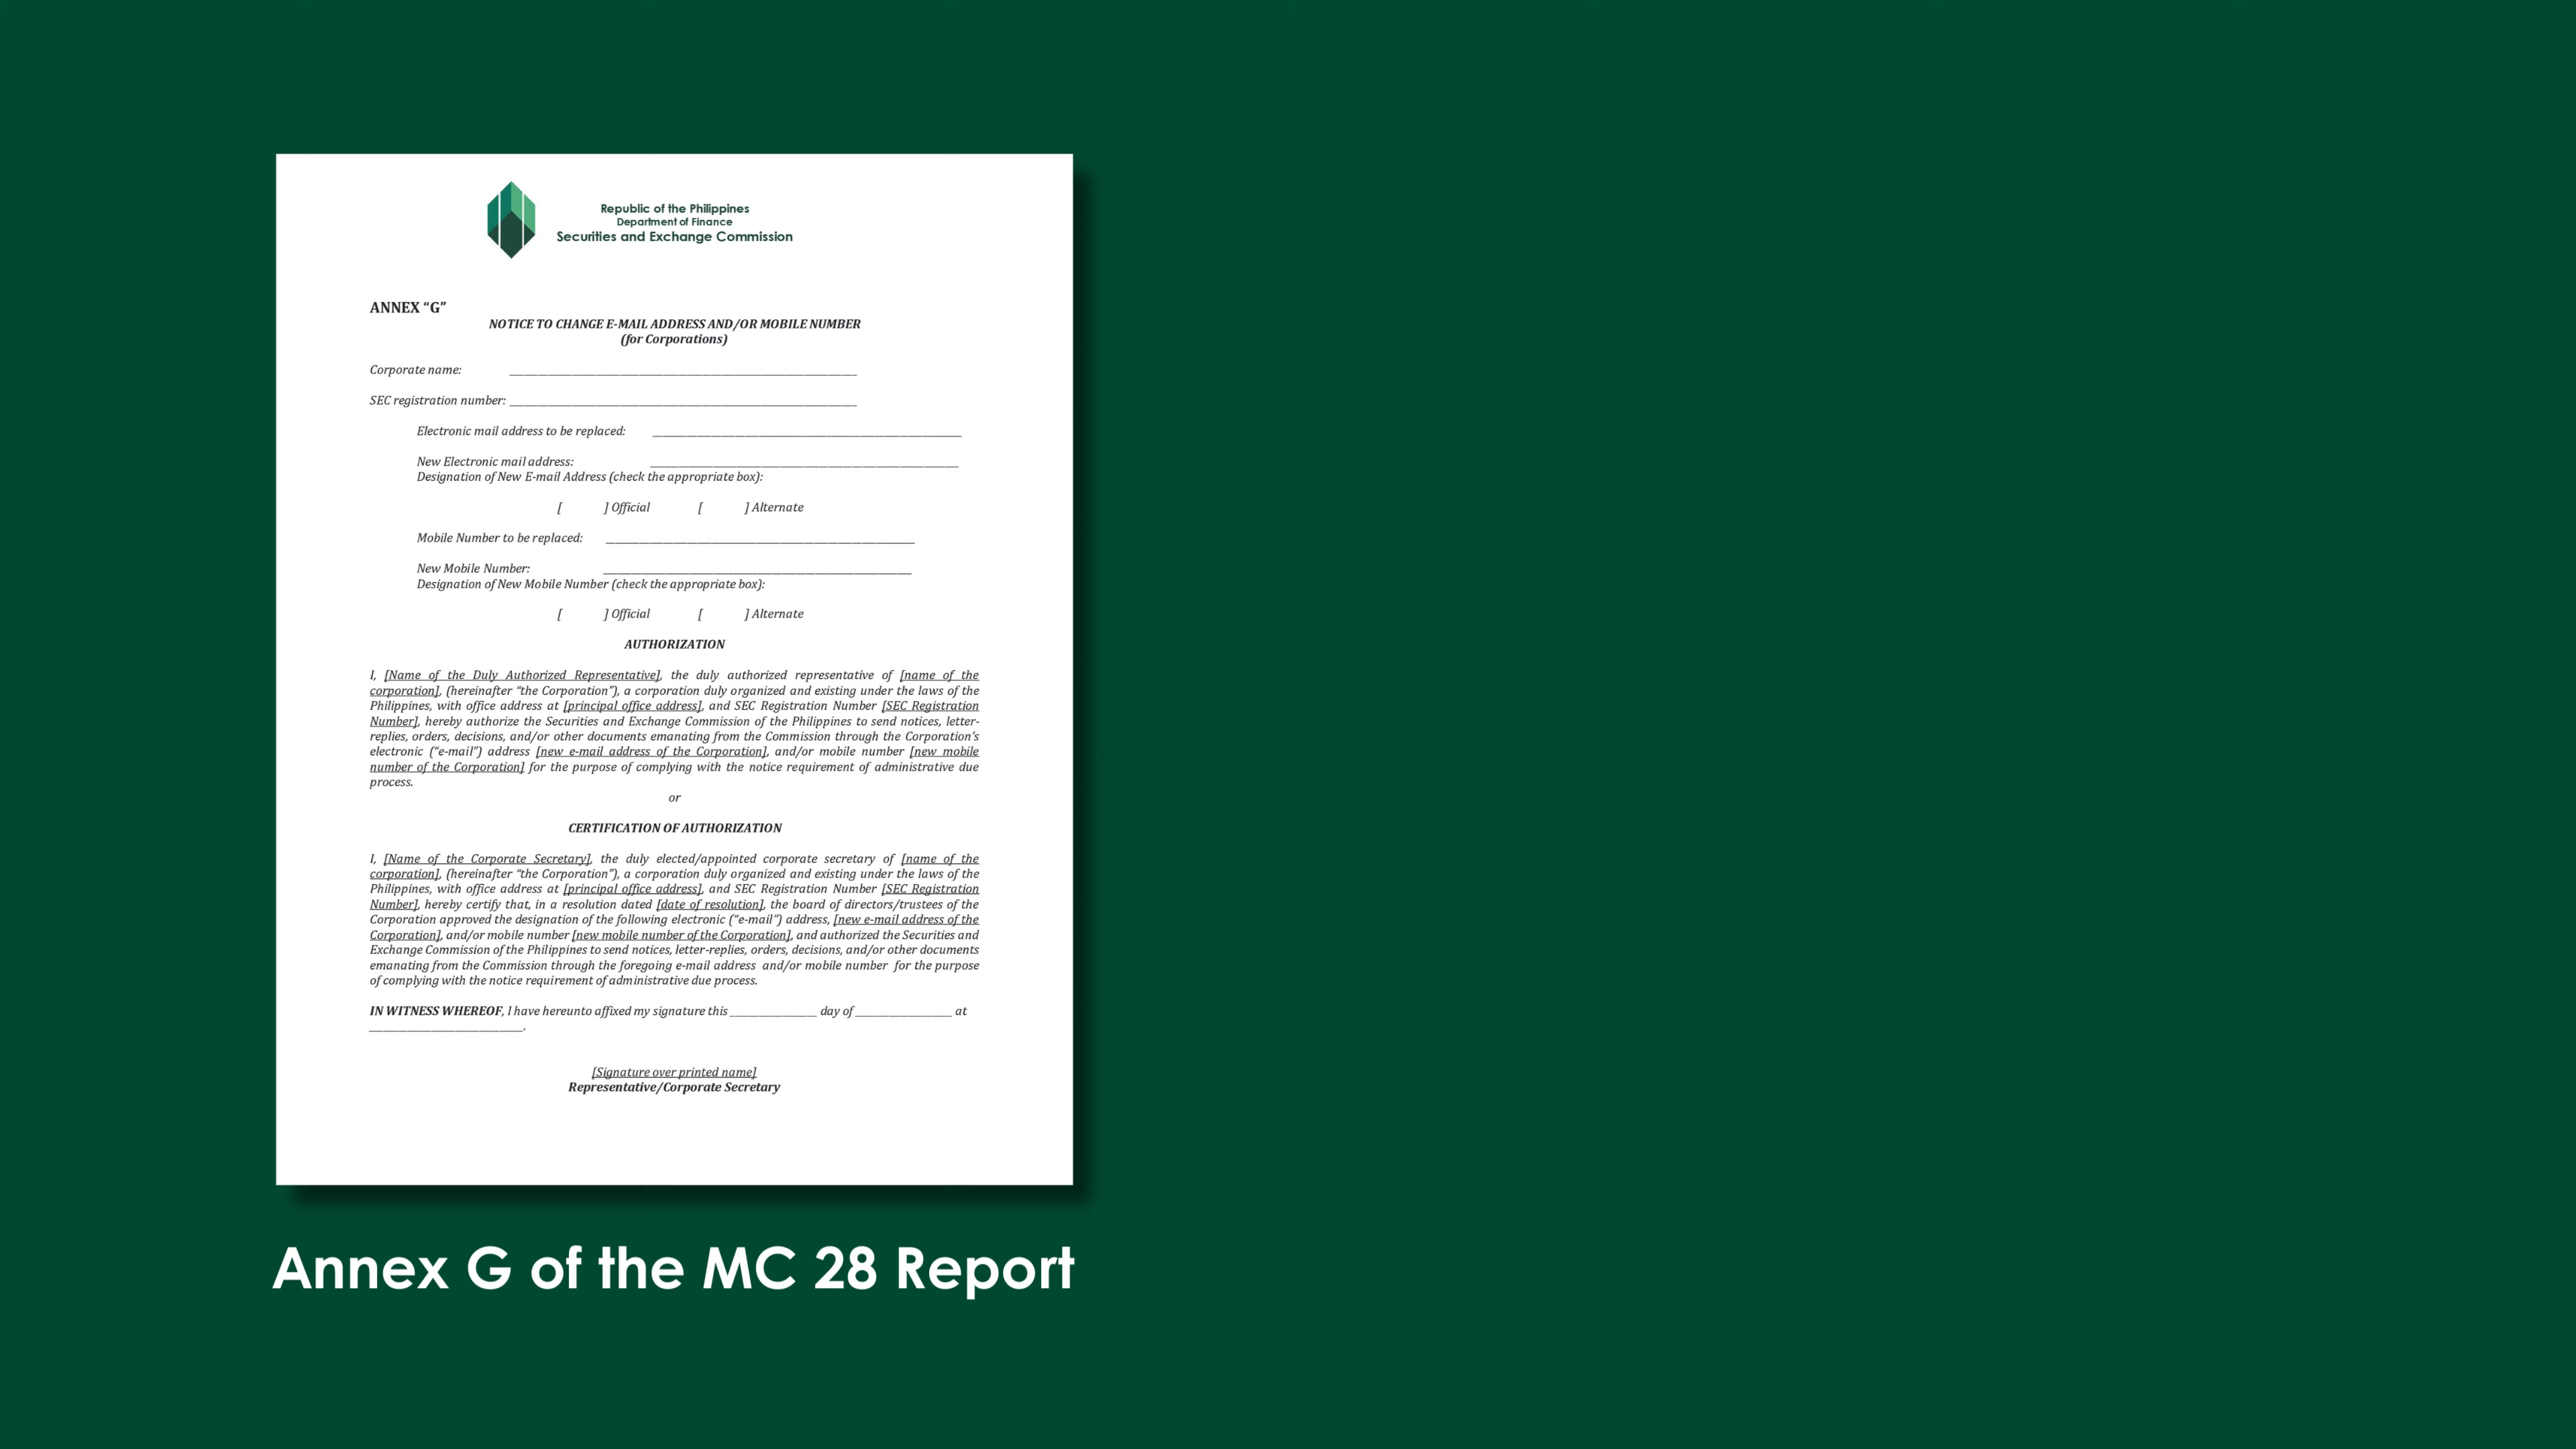 Republic of the Philippines
Department of Finance
Securities and Exchange Commission
ANNEX “G”
NOTICE TO CHANGE E-MAIL ADDRESS AND/OR MOBILE NUMBER
(for Corporations)
Corporate name: ____________________
SEC registration number: ____________________
Electronic mail address to be replaced: ____________________
New Electronic mail address: ____________________
Designation of New E-mail Address (check the appropriate box):
[ ] Official [ ] Alternate
Mobile Number to be replaced: ____________________
New Mobile Number: ____________________
Designation of New Mobile Number (check the appropriate box):
[ ] Official [ ] Alternate
AUTHORIZATION
I, [Name of the Duly Authorized Representative], the duly authorized representative of [name of the
corporation], (hereinafter “the Corporation”), a corporation duly organized and existing under the laws of the
Philippines, with office address at [principal office address], and SEC Registration Number [SEC Registration
Number], hereby authorize the Securities and Exchange Commission of the Philippines to send notices, letter-
replies, orders, decisions, and/or other documents emanating from the Commission through the Corporation’s
electronic (“e-mail”) address [new e-mail address of the Corporation], and/or mobile number [new mobile
number of the Corporation] for the purpose of complying with the notice requirement of administrative due
process.
or
CERTIFICATION OF AUTHORIZATION
I, [Name of the Corporate Secretary], the duly elected/appointed corporate secretary of [name of the
corporation], (hereinafter “the Corporation”), a corporation duly organized and existing under the laws of the
Philippines, with office address at [principal office address], and SEC Registration Number [SEC Registration
Number], hereby certify that, in a resolution dated [date of resolution], the board of directors/trustees of the
Corporation approved the designation of the following electronic (“e-mail”) address, [new e-mail address of the
Corporation], and/or mobile number [new mobile number of the Corporation], and authorized the Securities and
Exchange Commission of the Philippines to send notices, letter-replies, orders, decisions, and/or other documents
emanating from the Commission through the foregoing e-mail address and/or mobile number for the purpose
of complying with the notice requirement of administrative due process.
IN WITNESS WHEREOF, I have hereunto affixed my signature this __________ day of __________ at
____________________.
[Signature over printed name]
Representative/Corporate Secretary
Annex G of the MC 28 Report